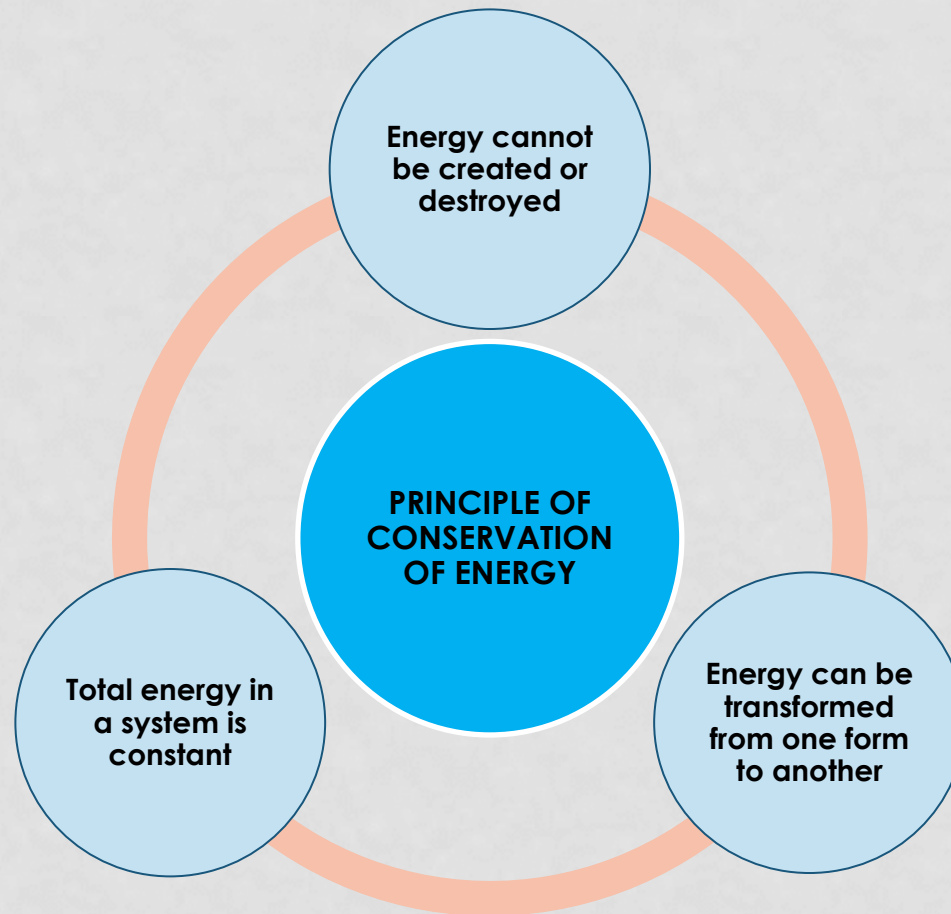 Energy cannot
be created or
destroyed
PRINCIPLE OF
CONSERVATION
OF ENERGY
Total energy in
a system is
constant
Energy can be
transformed
from one form
to another